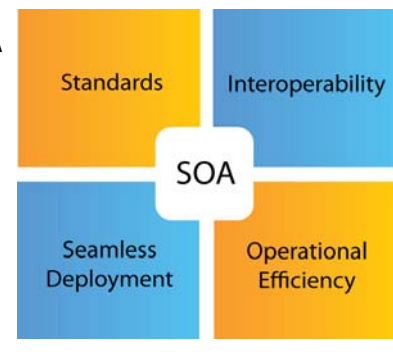 Standards
Interoperability
SOA
Seamless
Deployment
Operational
Efficiency